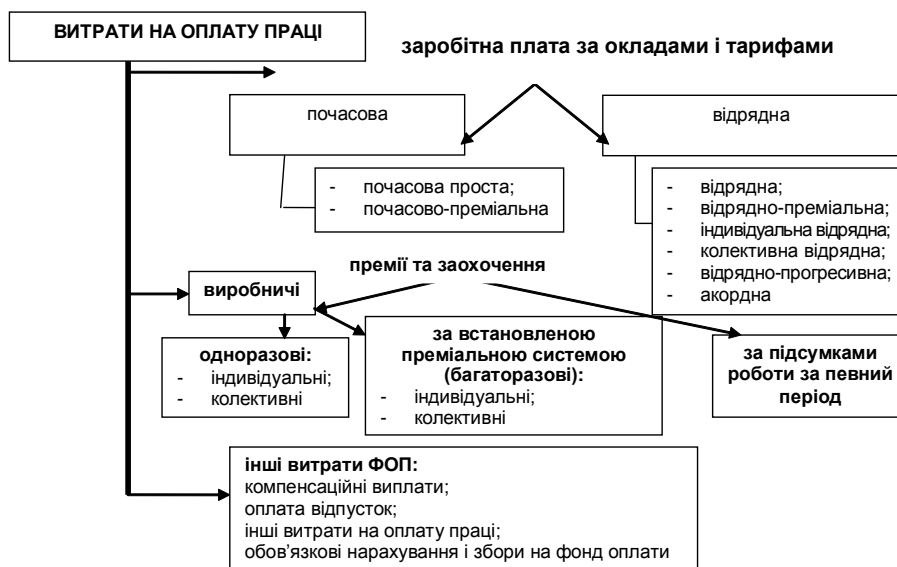 ВИТРАТИ НА ОПЛАТУ ПРАЦІ
заробітна плата за окладами і тарифами
почасова
відрядна
- почасова проста;
- почасово-преміальна
- відрядна;
- відрядно-преміальна;
- індивідуальна відрядна;
- колективна відрядна;
- відрядно-прогресивна;
- акордна
премії та заохочення
виробничі
одноразові:
- індивідуальні;
- колективні
за встановленою
преміальною системою
(багаторазові):
- індивідуальні;
- колективні
за підсумками
роботи за певний
період
інші витрати ФОП:
компенсаційні виплати;
оплата відпусток;
інші витрати на оплату праці;
обов’язкові нарахування і збори на фонд оплати